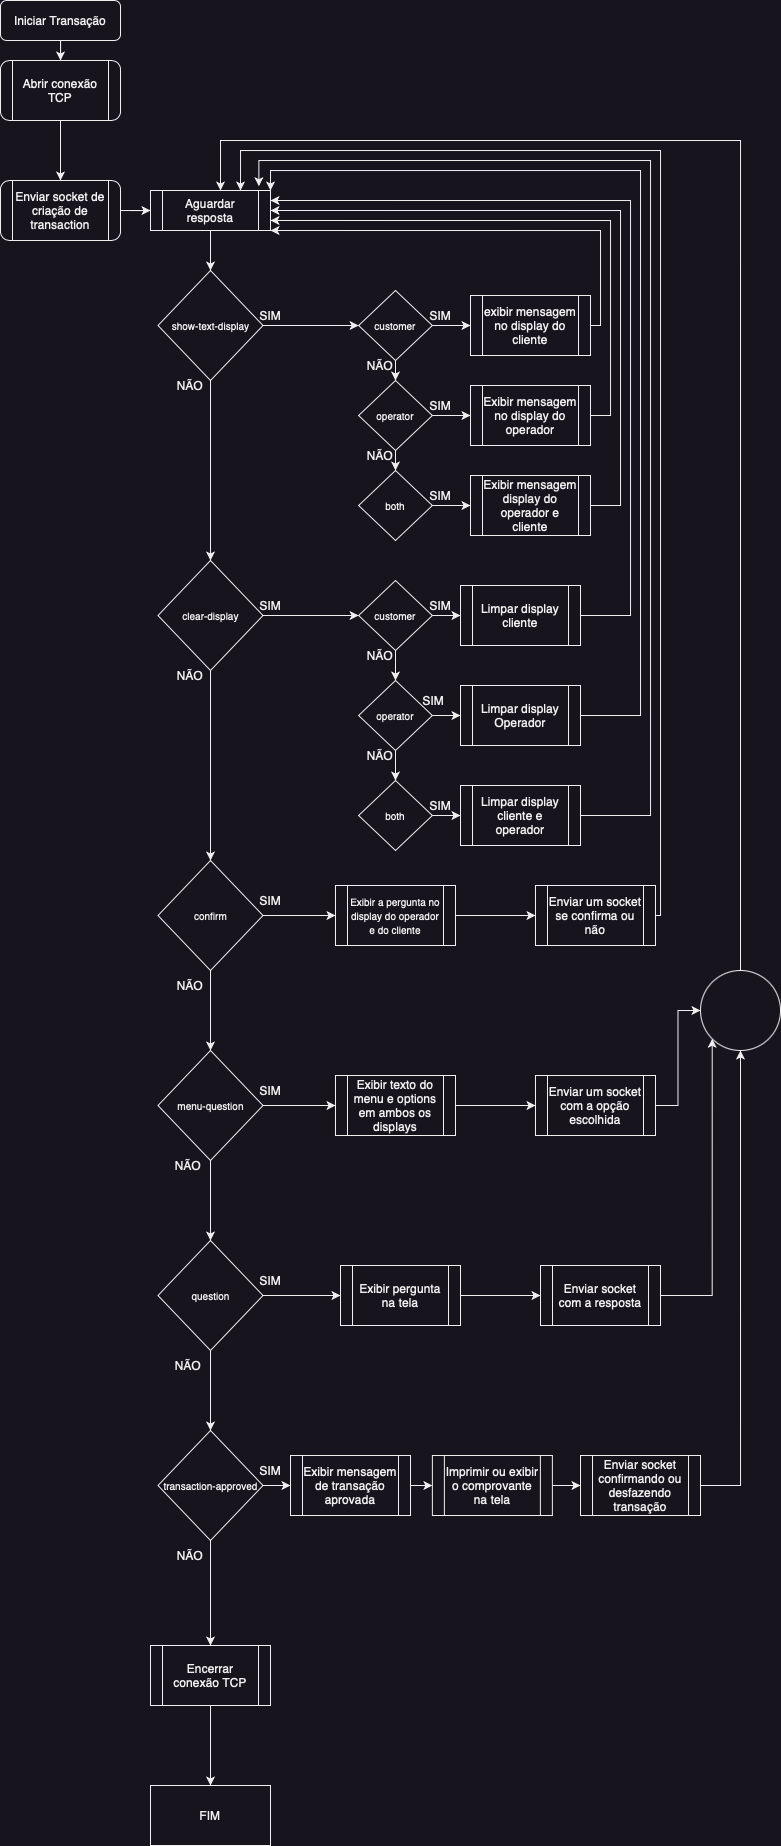 Iniciar Transação
Abrir conexão
TCP
Enviar socket de
criação de
transaction
Aguardar
resposta
show-text-display
SIM
customer
SIM
exibir mensagem
no display do
cliente
NÃO
NÃO
operator
SIM
Exibir mensagem
no display do
operador
NÃO
both
SIM
Exibir mensagem
display do
operador e
cliente
clear-display
SIM
customer
SIM
Limpar display
cliente
NÃO
NÃO
operator
SIM
Limpar display
Operador
NÃO
both
SIM
Limpar display
cliente e
operador
confirm
SIM
Exibir a pergunta no
display do operador
e do cliente
Enviar um socket
se confirma ou
não
NÃO
menu-question
SIM
Exibir texto do
menu e options
em ambos os
displays
Enviar um socket
com a opção
escolhida
NÃO
question
SIM
Exibir pergunta
na tela
Enviar socket
com a resposta
NÃO
transaction-approved
SIM
Exibir mensagem
de transação
aprovada
Imprimir ou exibir
o comprovante
na tela
Enviar socket
confirmando ou
desfazendo
transação
NÃO
Encerrar
conexão TCP
FIM